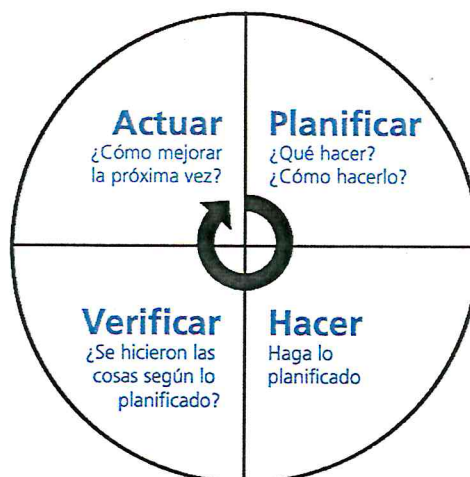 Actuar
¿Cómo mejorar
la próxima vez?
Planificar
¿Qué hacer?
¿Cómo hacerlo?
Verificar
¿Se hicieron las
cosas según lo
planificado?
Hacer
Haga lo
planificado